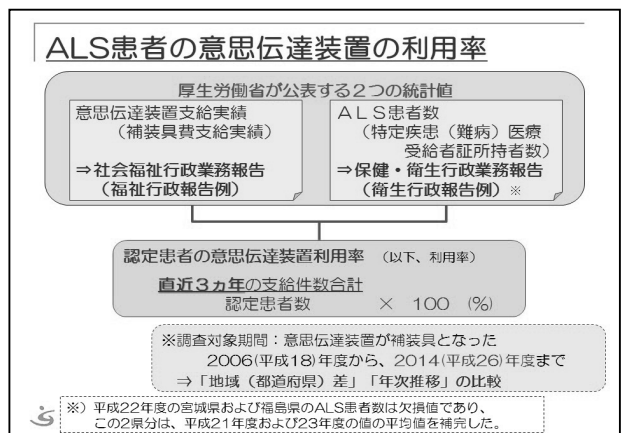 ALS患者の意思伝達装置の利用率
厚生労働省が公表する2つの統計値
意思伝達装置支給実績
(補装具費支給実績)
⇒社会福祉行政業務報告
(福祉行政報告例)
ALS患者数
(特定疾患(難病)医療
受給者証所持者数)
⇒保健・衛生行政業務報告
(衛生行政報告例)※
認定患者の意思伝達装置利用率 (以下、利用率)
直近3ヵ年の支給件数合計
認定患者数 × 100 (%)
※調査対象期間:意思伝達装置が補装具となった
2006(平成18)年度から、2014(平成26)年度まで
⇒「地域(都道府県)差」「年次推移」の比較
※)平成22年度の宮城県および福島県のALS患者数は欠損値であり、
この2県分は、平成21年度および23年度の値の平均値を補完した。